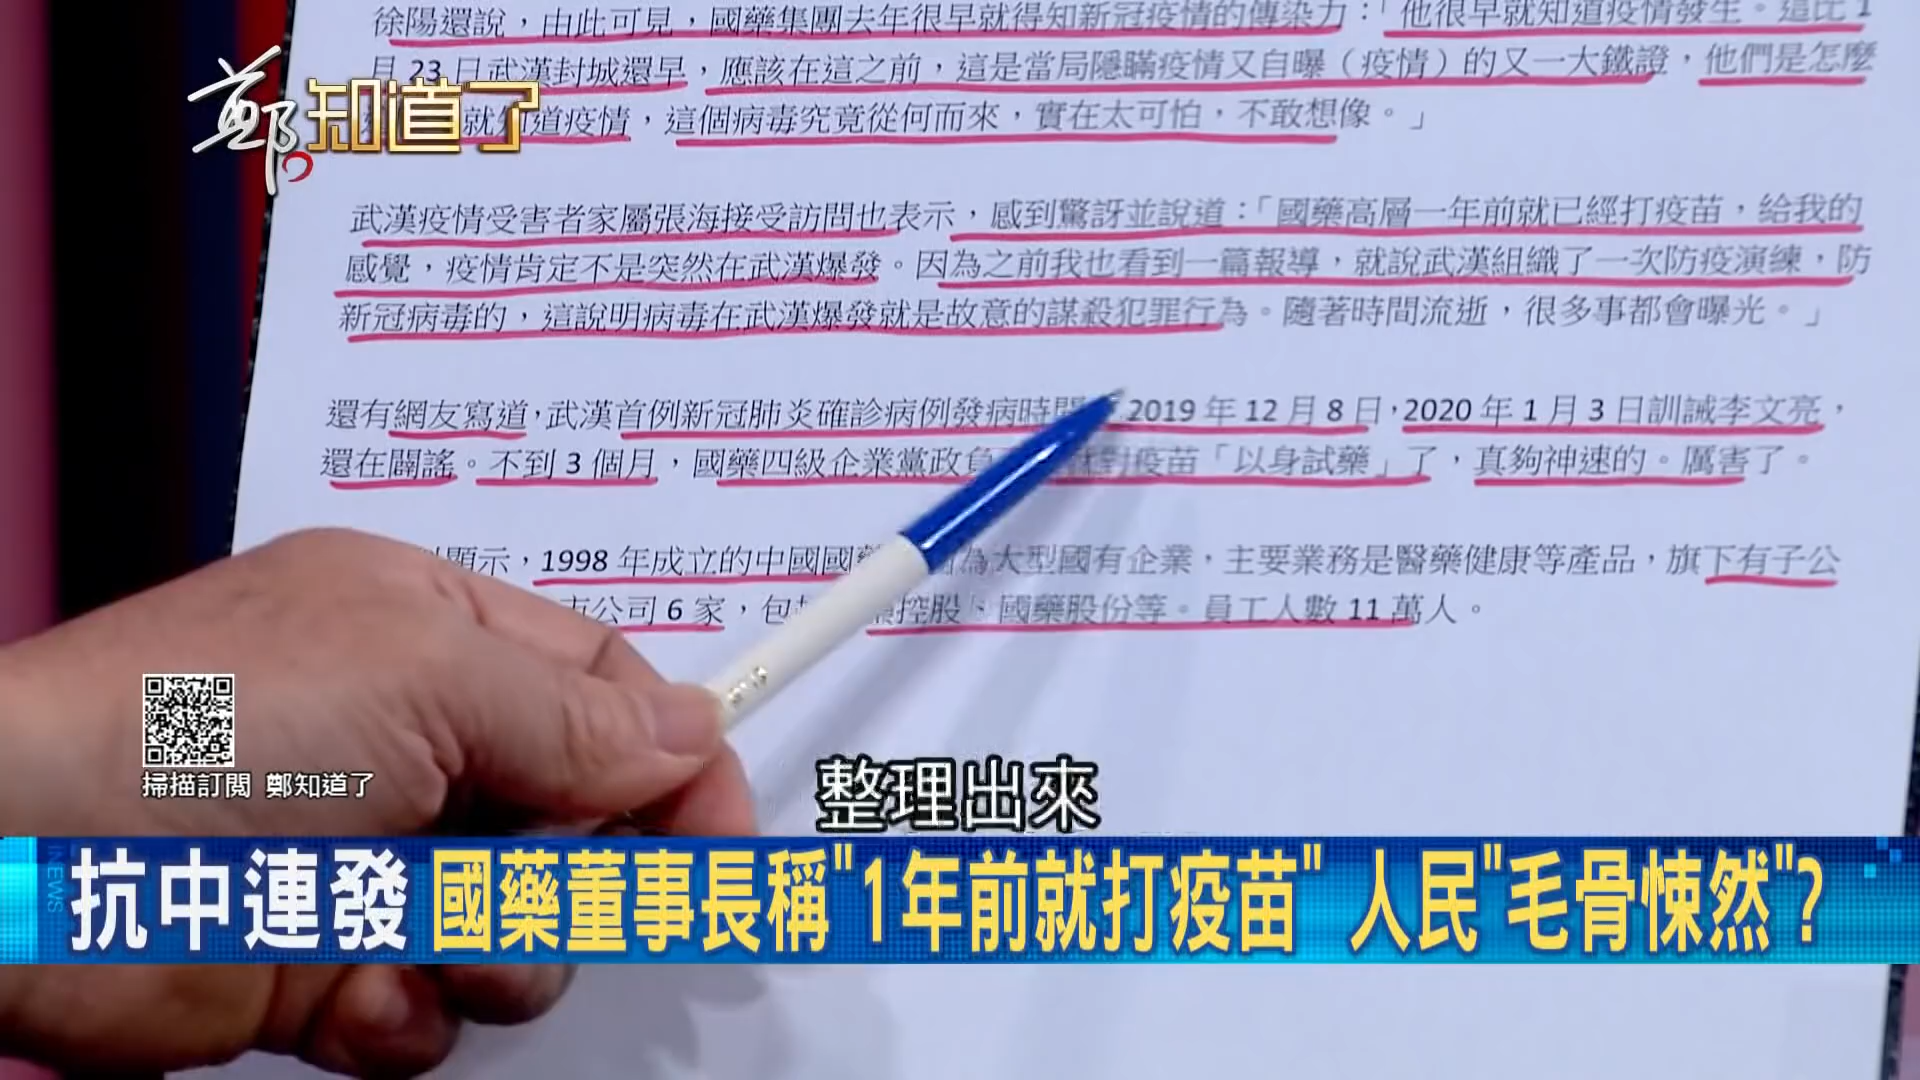 徐陽還說，由此可見，國藥集團去年很早就得知新冠疫情的傳染力：「他很早就知道疫情發生。這比 1
月 23 日武漢封城還早，應該在這之前，這是當局隱瞞疫情又自曝（疫情）的又一大鐵證，他們是怎麼
就知道疫情，這個病毒究竟從何而來，實在太可怕，不敢想像。」
鄭知道了
武漢疫情受害者家屬張海接受訪問也表示，感到驚訝並說道：「國藥高層一年前就已經打疫苗，給我的
感覺，疫情肯定不是突然在武漢爆發。因為之前我也看到一篇報導，就說武漢組織了一次防疫演練，防
新冠病毒的，這說明病毒在武漢爆發就是故意的謀殺犯罪行為。隨著時間流逝，很多事都會曝光。」
還有網友寫道，武漢首例新冠肺炎確診病例發病時間 2019 年 12 月 8 日，2020 年 1 月 3 日訓誡李文亮，
還在闢謠。不到 3 個月，國藥四級企業黨政負 對疫苗「以身試藥」了，真夠神速的。厲害了。
顯示，1998 年成立的中國國藥 為大型國有企業，主要業務是醫藥健康等產品，旗下有子公
市公司 6 家，包 控股、國藥股份等。員工人數 11 萬人。
掃描訂閱 鄭知道了
整理出來
iNEWS
抗中連發 國藥董事長稱"1年前就打疫苗" 人民"毛骨悚然"?